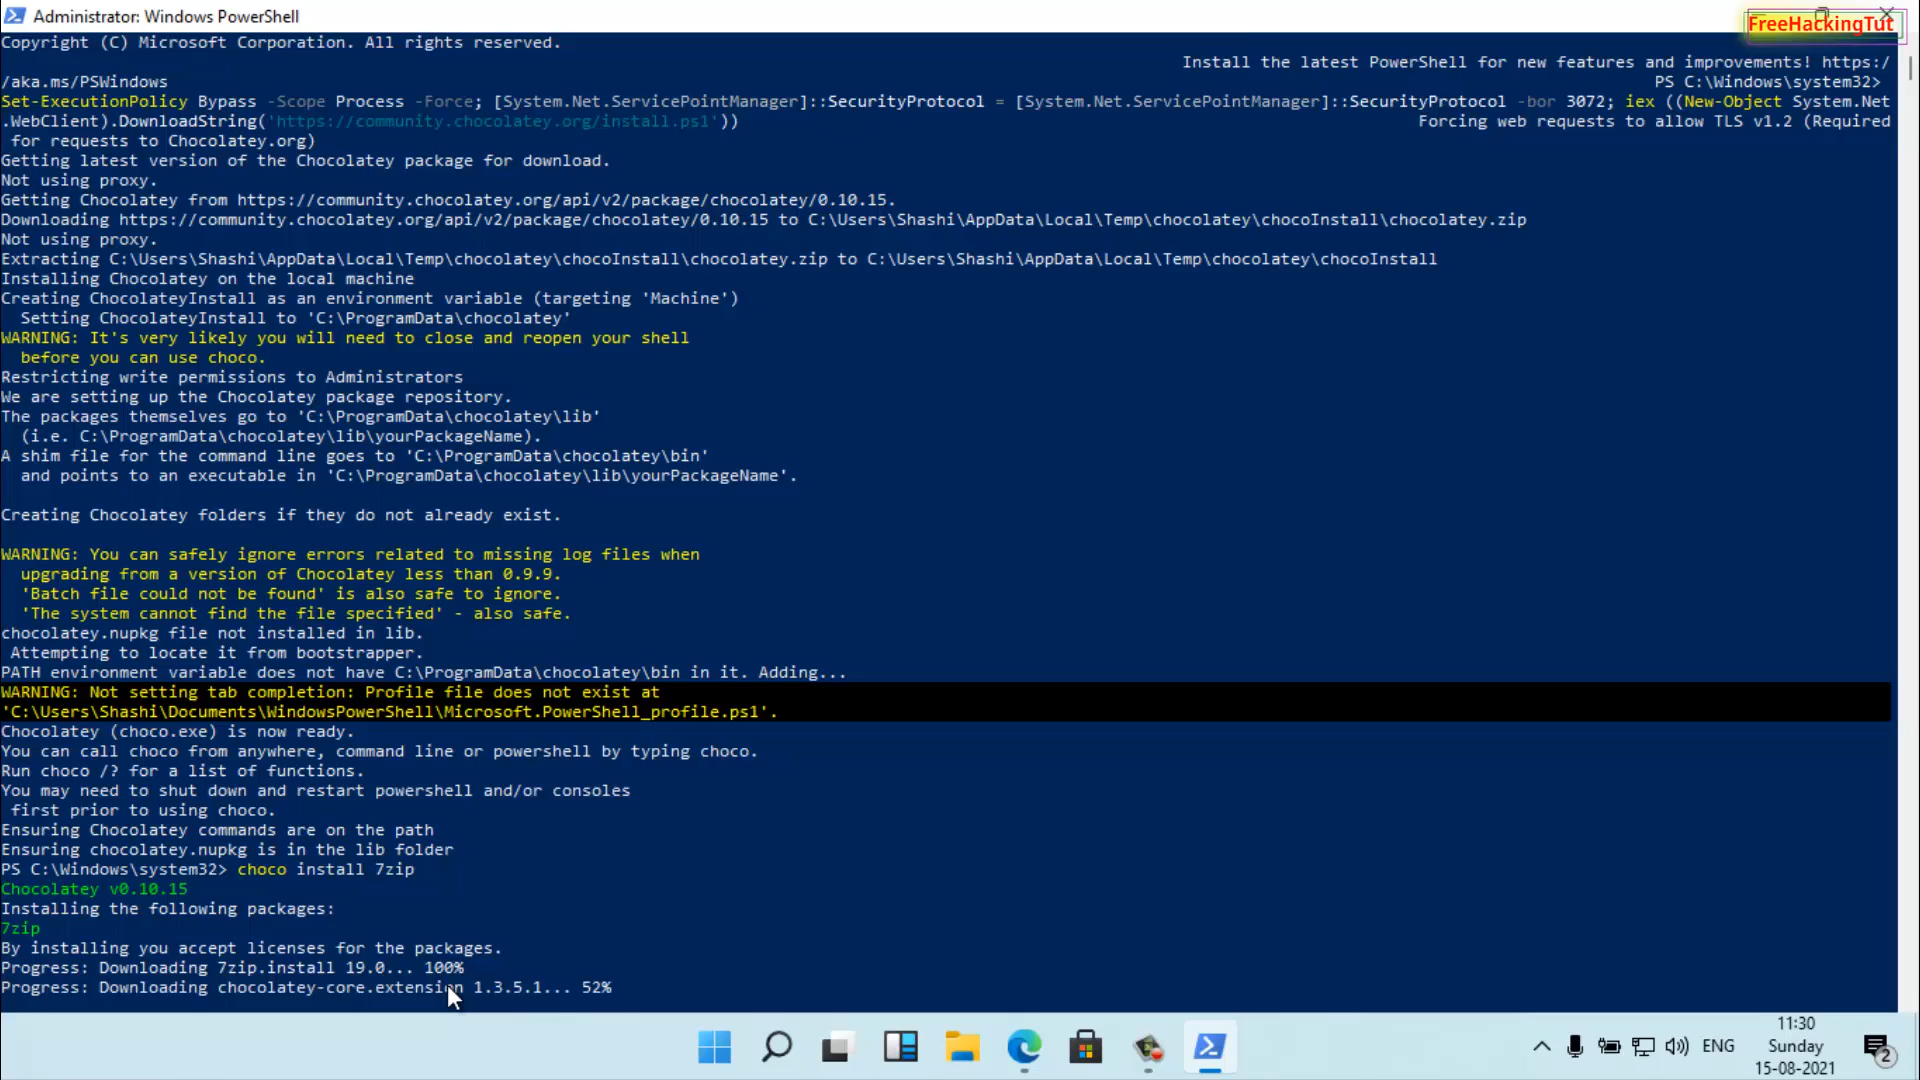 Administrator: Windows PowerShell
FreeHackingTut
Copyright (C) Microsoft Corporation. All rights reserved.
Install the latest PowerShell for new features and improvements! https:/
/aka.ms/PSWindows
PS C:\Windows\system32>
Set-ExecutionPolicy Bypass -Scope Process -Force; [System.Net.ServicePointManager]::SecurityProtocol = [System.Net.ServicePointManager]::SecurityProtocol -bor 3072; iex ((New-Object System.Net
.WebClient).DownloadString('https://community.chocolatey.org/install.ps1'))
Forcing web requests to allow TLS v1.2 (Required
for requests to Chocolatey.org)
Getting latest version of the Chocolatey package for download.
Not using proxy.
Getting Chocolatey from https://community.chocolatey.org/api/v2/package/chocolatey/0.10.15.
Downloading https://community.chocolatey.org/api/v2/package/chocolatey/0.10.15 to C:\Users\Shashi\AppData\Local\Temp\chocolatey\chocoInstall\chocolatey.zip
Not using proxy.
Extracting C:\Users\Shashi\AppData\Local\Temp\chocolatey\chocoInstall\chocolatey.zip to C:\Users\Shashi\AppData\Local\Temp\chocolatey\chocoInstall
Installing Chocolatey on the local machine
Creating ChocolateyInstall as an environment variable (targeting 'Machine')
Setting ChocolateyInstall to 'C:\ProgramData\chocolatey'
WARNING: It's very likely you will need to close and reopen your shell
before you can use choco.
Restricting write permissions to Administrators
We are setting up the Chocolatey package repository.
The packages themselves go to 'C:\ProgramData\chocolatey\lib'
(i.e. C:\ProgramData\chocolatey\lib\yourPackageName).
A shim file for the command line goes to 'C:\ProgramData\chocolatey\bin'
and points to an executable in 'C:\ProgramData\chocolatey\lib\yourPackageName'.
Creating Chocolatey folders if they do not already exist.
WARNING: You can safely ignore errors related to missing log files when
upgrading from a version of Chocolatey less than 0.9.9.
'Batch file could not be found' is also safe to ignore.
'The system cannot find the file specified' - also safe.
chocolatey.nupkg file not installed in lib.
Attempting to locate it from bootstrapper.
PATH environment variable does not have C:\ProgramData\chocolatey\bin in it. Adding...
WARNING: Not setting tab completion: Profile file does not exist at
'C:\Users\Shashi\Documents\WindowsPowerShell\Microsoft.PowerShell_profile.ps1'.
Chocolatey (choco.exe) is now ready.
You can call choco from anywhere, command line or powershell by typing choco.
Run choco /? for a list of functions.
You may need to shut down and restart powershell and/or consoles
first prior to using choco.
Ensuring Chocolatey commands are on the path
Ensuring chocolatey.nupkg is in the lib folder
PS C:\Windows\system32> choco install 7zip
Chocolatey v0.10.15
Installing the following packages:
7zip
By installing you accept licenses for the packages.
Progress: Downloading 7zip.install 19.0... 100%
Progress: Downloading chocolatey-core.extension 1.3.5.1... 52%
ENG
11:30
Sunday
15-08-2021
2